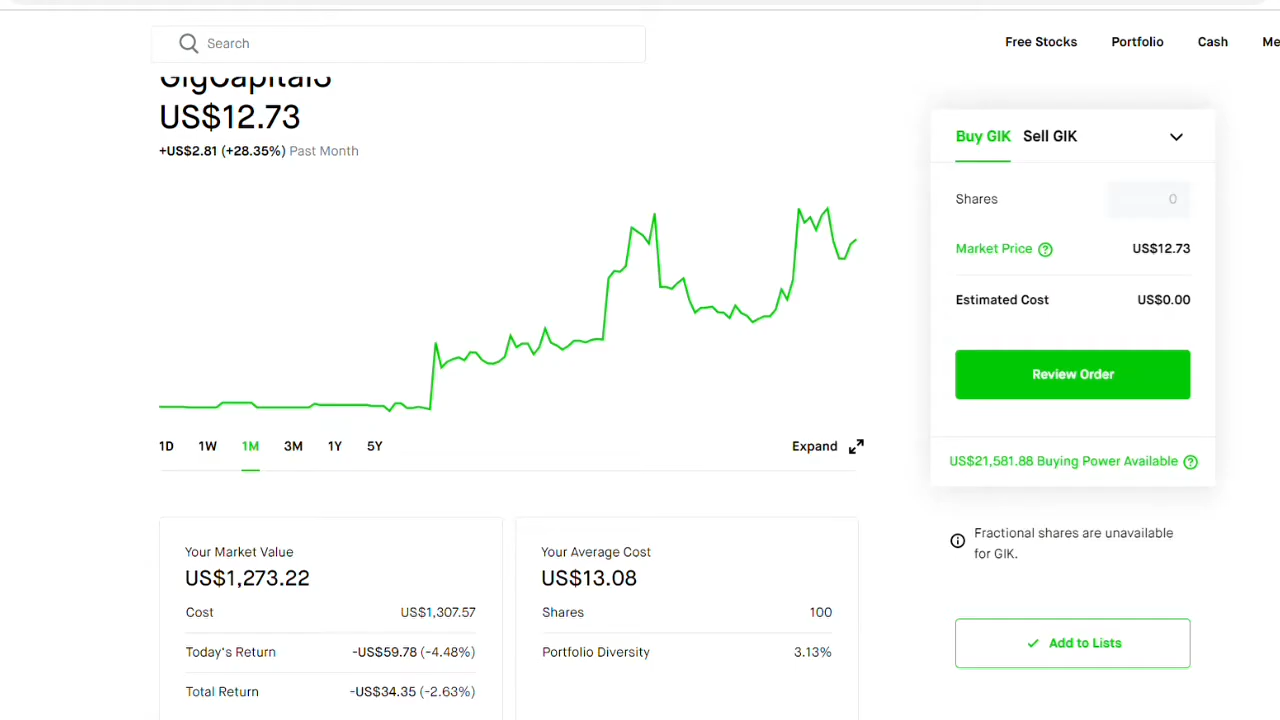 Search
Free Stocks
Portfolio
Cash
GigCapital3
US$12.73
+US$2.81 (+28.35%) Past Month
Buy GIK
Sell GIK
Shares
0
Market Price
US$12.73
Estimated Cost
US$0.00
Review Order
1D
1W
1M
3M
1Y
5Y
Expand
US$21,581.88 Buying Power Available
Fractional shares are unavailable
for GIK.
Your Market Value
US$1,273.22
Cost
US$1,307.57
Today's Return
-US$59.78 (-4.48%)
Total Return
-US$34.35 (-2.63%)
Your Average Cost
US$13.08
Shares
100
Portfolio Diversity
3.13%
Add to Lists